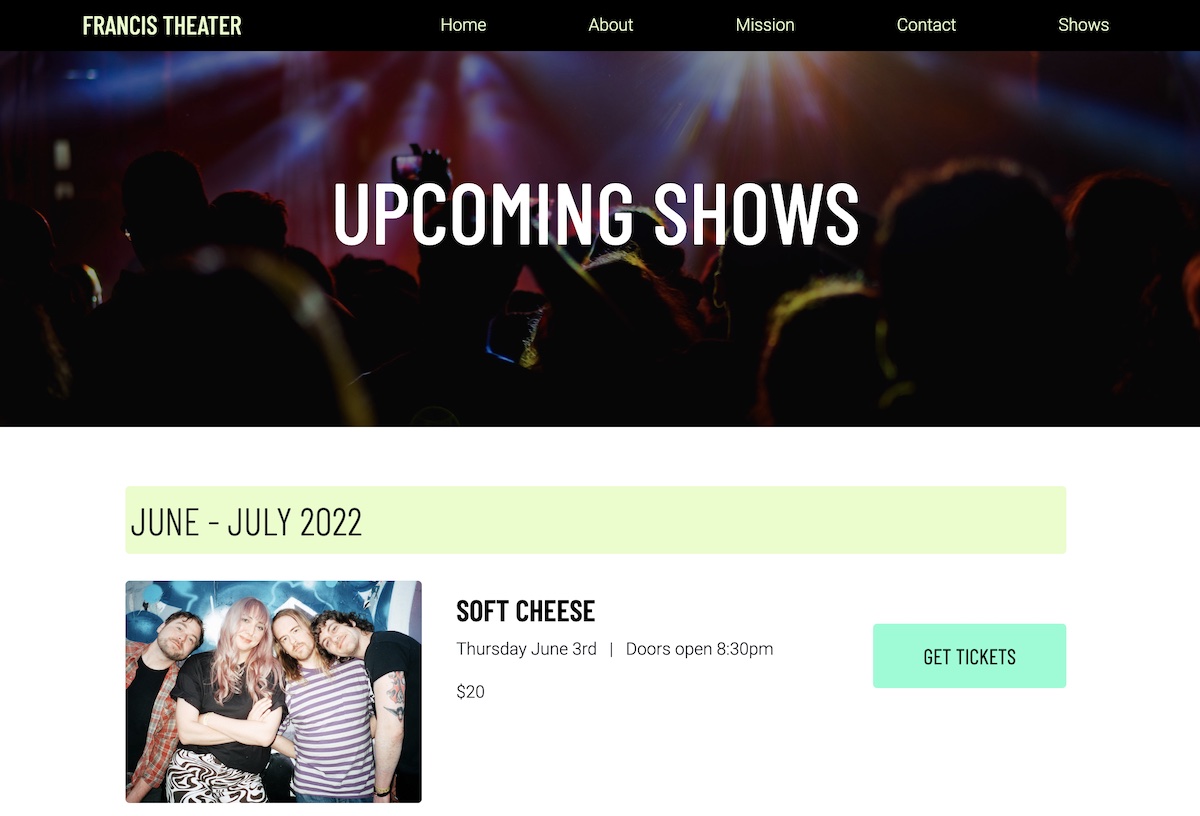 FRANCIS THEATER Home About Mission Contact Shows
UPCOMING SHOWS
JUNE - JULY 2022
SOFT CHEESE
Thursday June 3rd | Doors open 8:30pm
$20
GET TICKETS